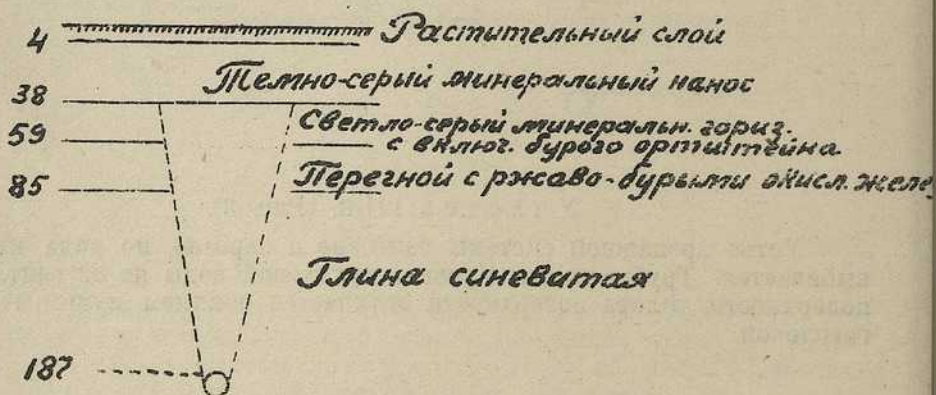 4 Растительный слой
Темно-серый минеральный нанос
38
Светло-серый минеральн. гориз.
59 с включ. бурого ортштейна
85 Перегной с ржаво-бурыми окисл. желе
Глина синеватая
187